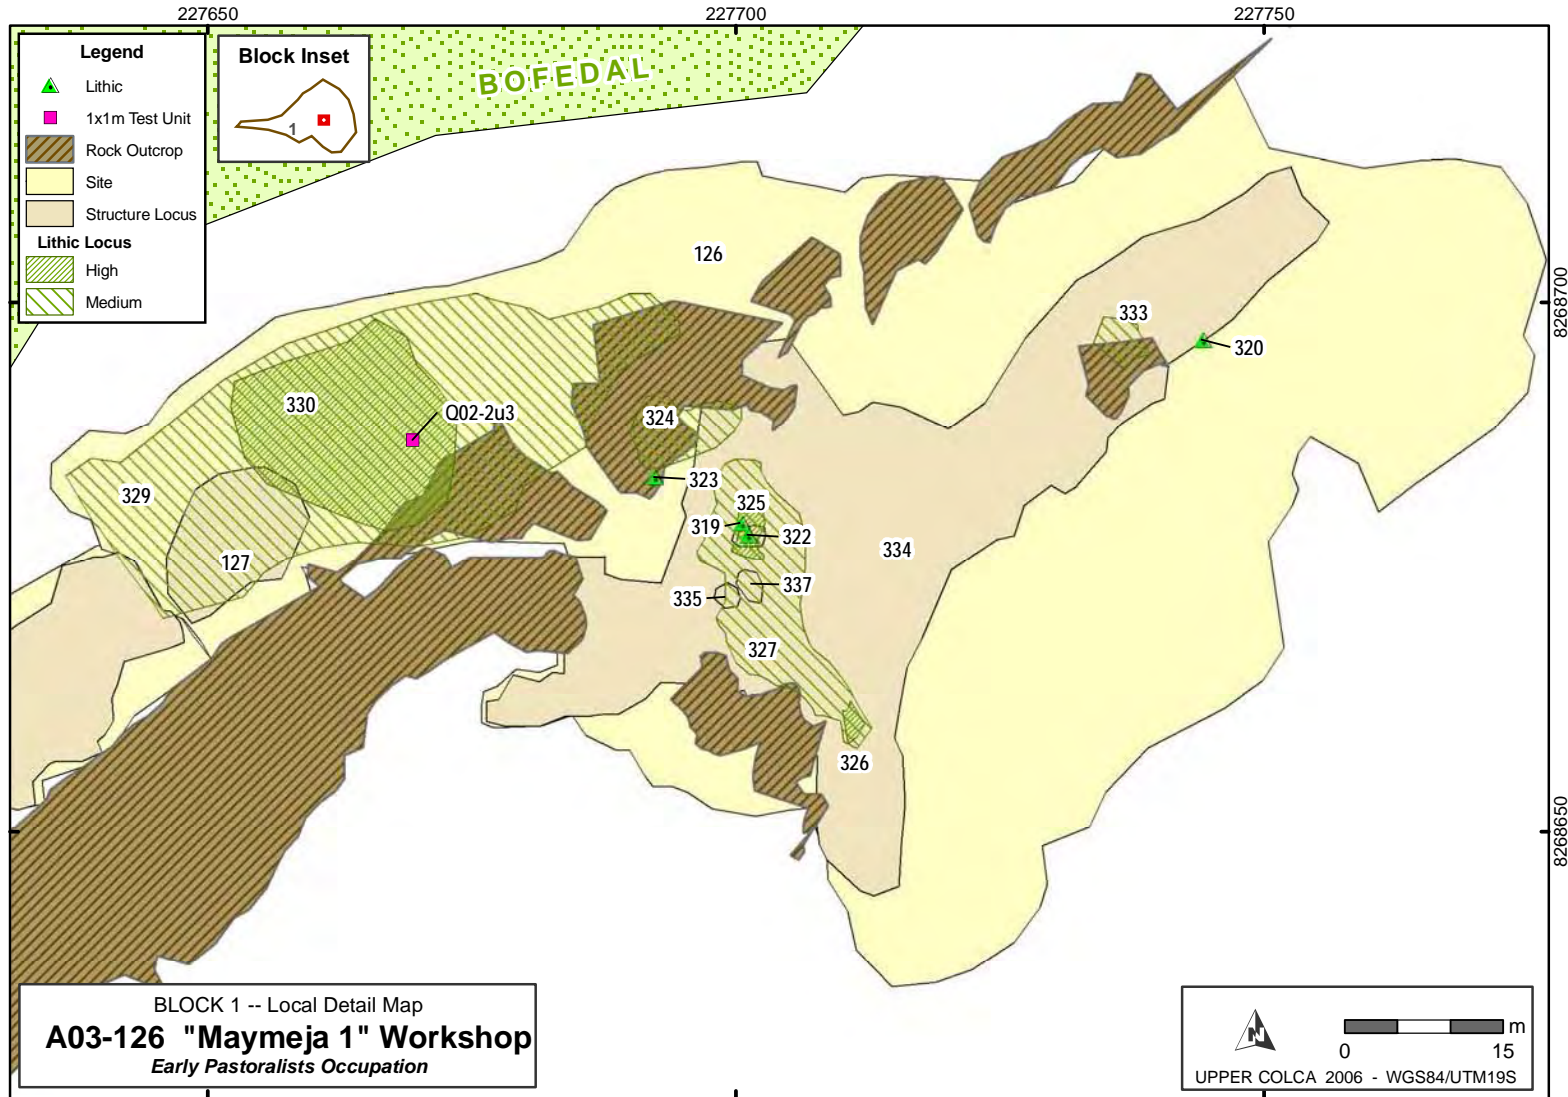 227650
227700
227750
Legend
Lithic
1x1m Test Unit
Rock Outcrop
Site
Structure Locus
Lithic Locus
High
Medium
Block Inset
1
BOFEDAL
126
8268700
333
320
330
Q02-2u3
324
329
323
325
319
322
334
127
337
335
327
326
8268650
BLOCK 1 -- Local Detail Map
A03-126 "Maymeja 1" Workshop
Early Pastoralists Occupation
N
m
0 15
UPPER COLCA 2006 - WGS84/UTM19S